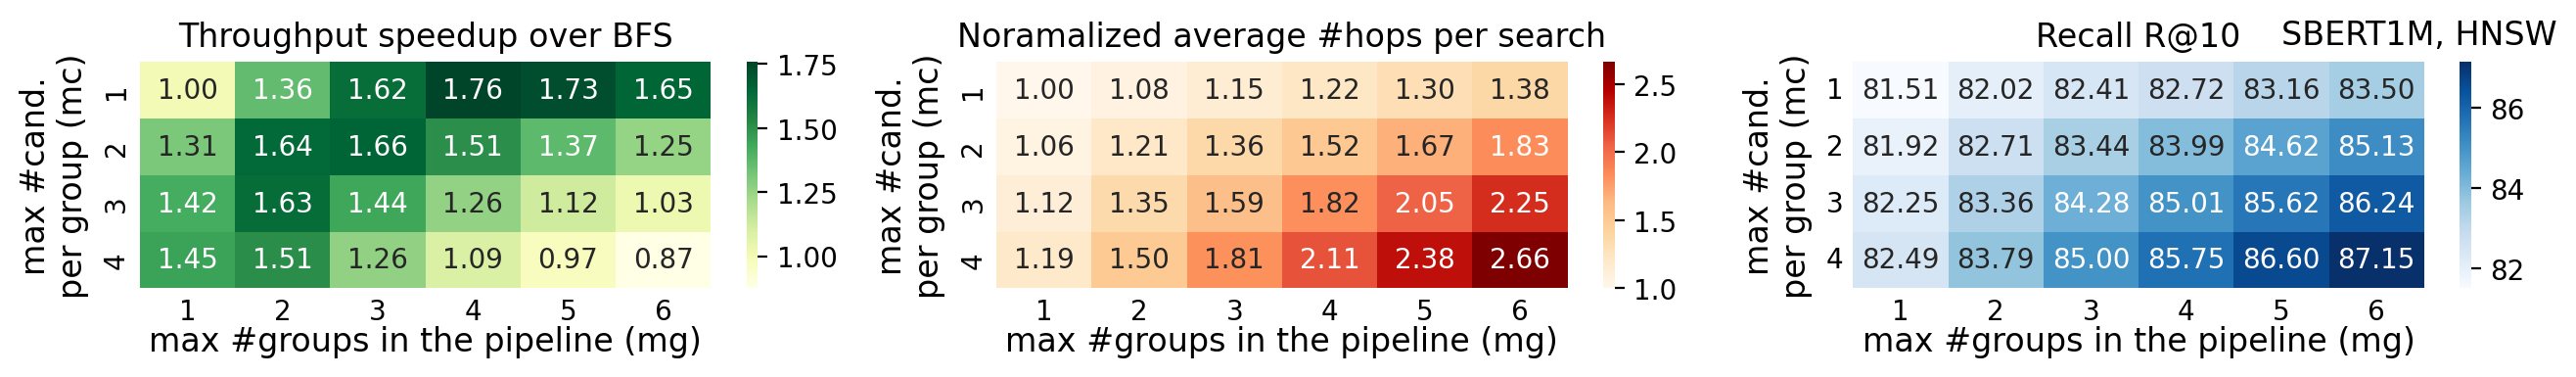 Throughput speedup over BFS
max #cand.
per group (mc)
1 1.00 1.36 1.62 1.76 1.73 1.65
2 1.31 1.64 1.66 1.51 1.37 1.25
3 1.42 1.63 1.44 1.26 1.12 1.03
4 1.45 1.51 1.26 1.09 0.97 0.87
1 2 3 4 5 6
max #groups in the pipeline (mg)
1.75
1.50
1.25
1.00
Noramalized average #hops per search
max #cand.
per group (mc)
1 1.00 1.08 1.15 1.22 1.30 1.38
2 1.06 1.21 1.36 1.52 1.67 1.83
3 1.12 1.35 1.59 1.82 2.05 2.25
4 1.19 1.50 1.81 2.11 2.38 2.66
1 2 3 4 5 6
max #groups in the pipeline (mg)
2.5
2.0
1.5
1.0
Recall R@10
SBERT1M, HNSW
max #cand.
per group (mc)
1 81.51 82.02 82.41 82.72 83.16 83.50
2 81.92 82.71 83.44 83.99 84.62 85.13
3 82.25 83.36 84.28 85.01 85.62 86.24
4 82.49 83.79 85.00 85.75 86.60 87.15
1 2 3 4 5 6
max #groups in the pipeline (mg)
86
84
82